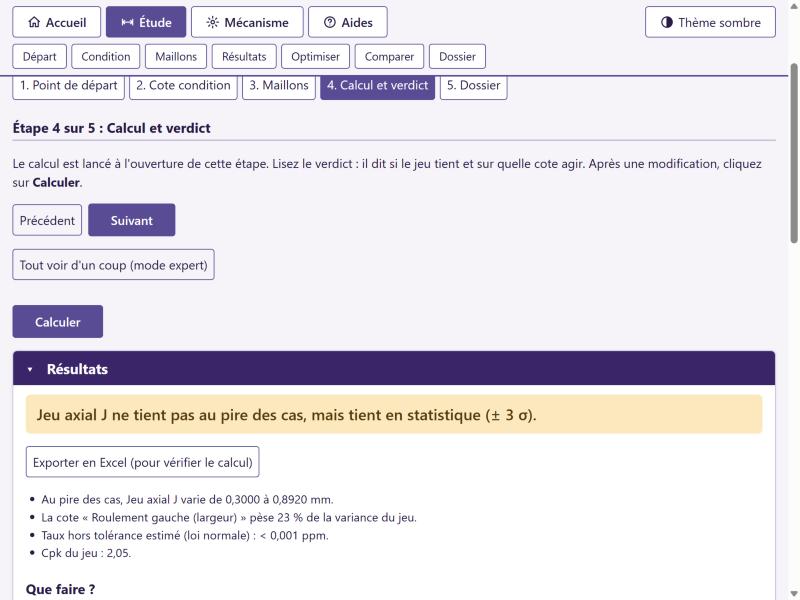 Accueil Étude Mécanisme Aides Thème sombre
Départ Condition Maillons Résultats Optimiser Comparer Dossier
1. Point de départ 2. Cote condition 3. Maillons 4. Calcul et verdict 5. Dossier
Étape 4 sur 5 : Calcul et verdict
Le calcul est lancé à l'ouverture de cette étape. Lisez le verdict : il dit si le jeu tient et sur quelle cote agir. Après une modification, cliquez
sur Calculer.
Précédent Suivant
Tout voir d'un coup (mode expert)
Calculer
Résultats
Jeu axial J ne tient pas au pire des cas, mais tient en statistique (± 3 σ).
Exporter en Excel (pour vérifier le calcul)
Au pire des cas, Jeu axial J varie de 0,3000 à 0,8920 mm.
La cote « Roulement gauche (largeur) » pèse 23 % de la variance du jeu.
Taux hors tolérance estimé (loi normale) : < 0,001 ppm.
Cpk du jeu : 2,05.
Que faire ?